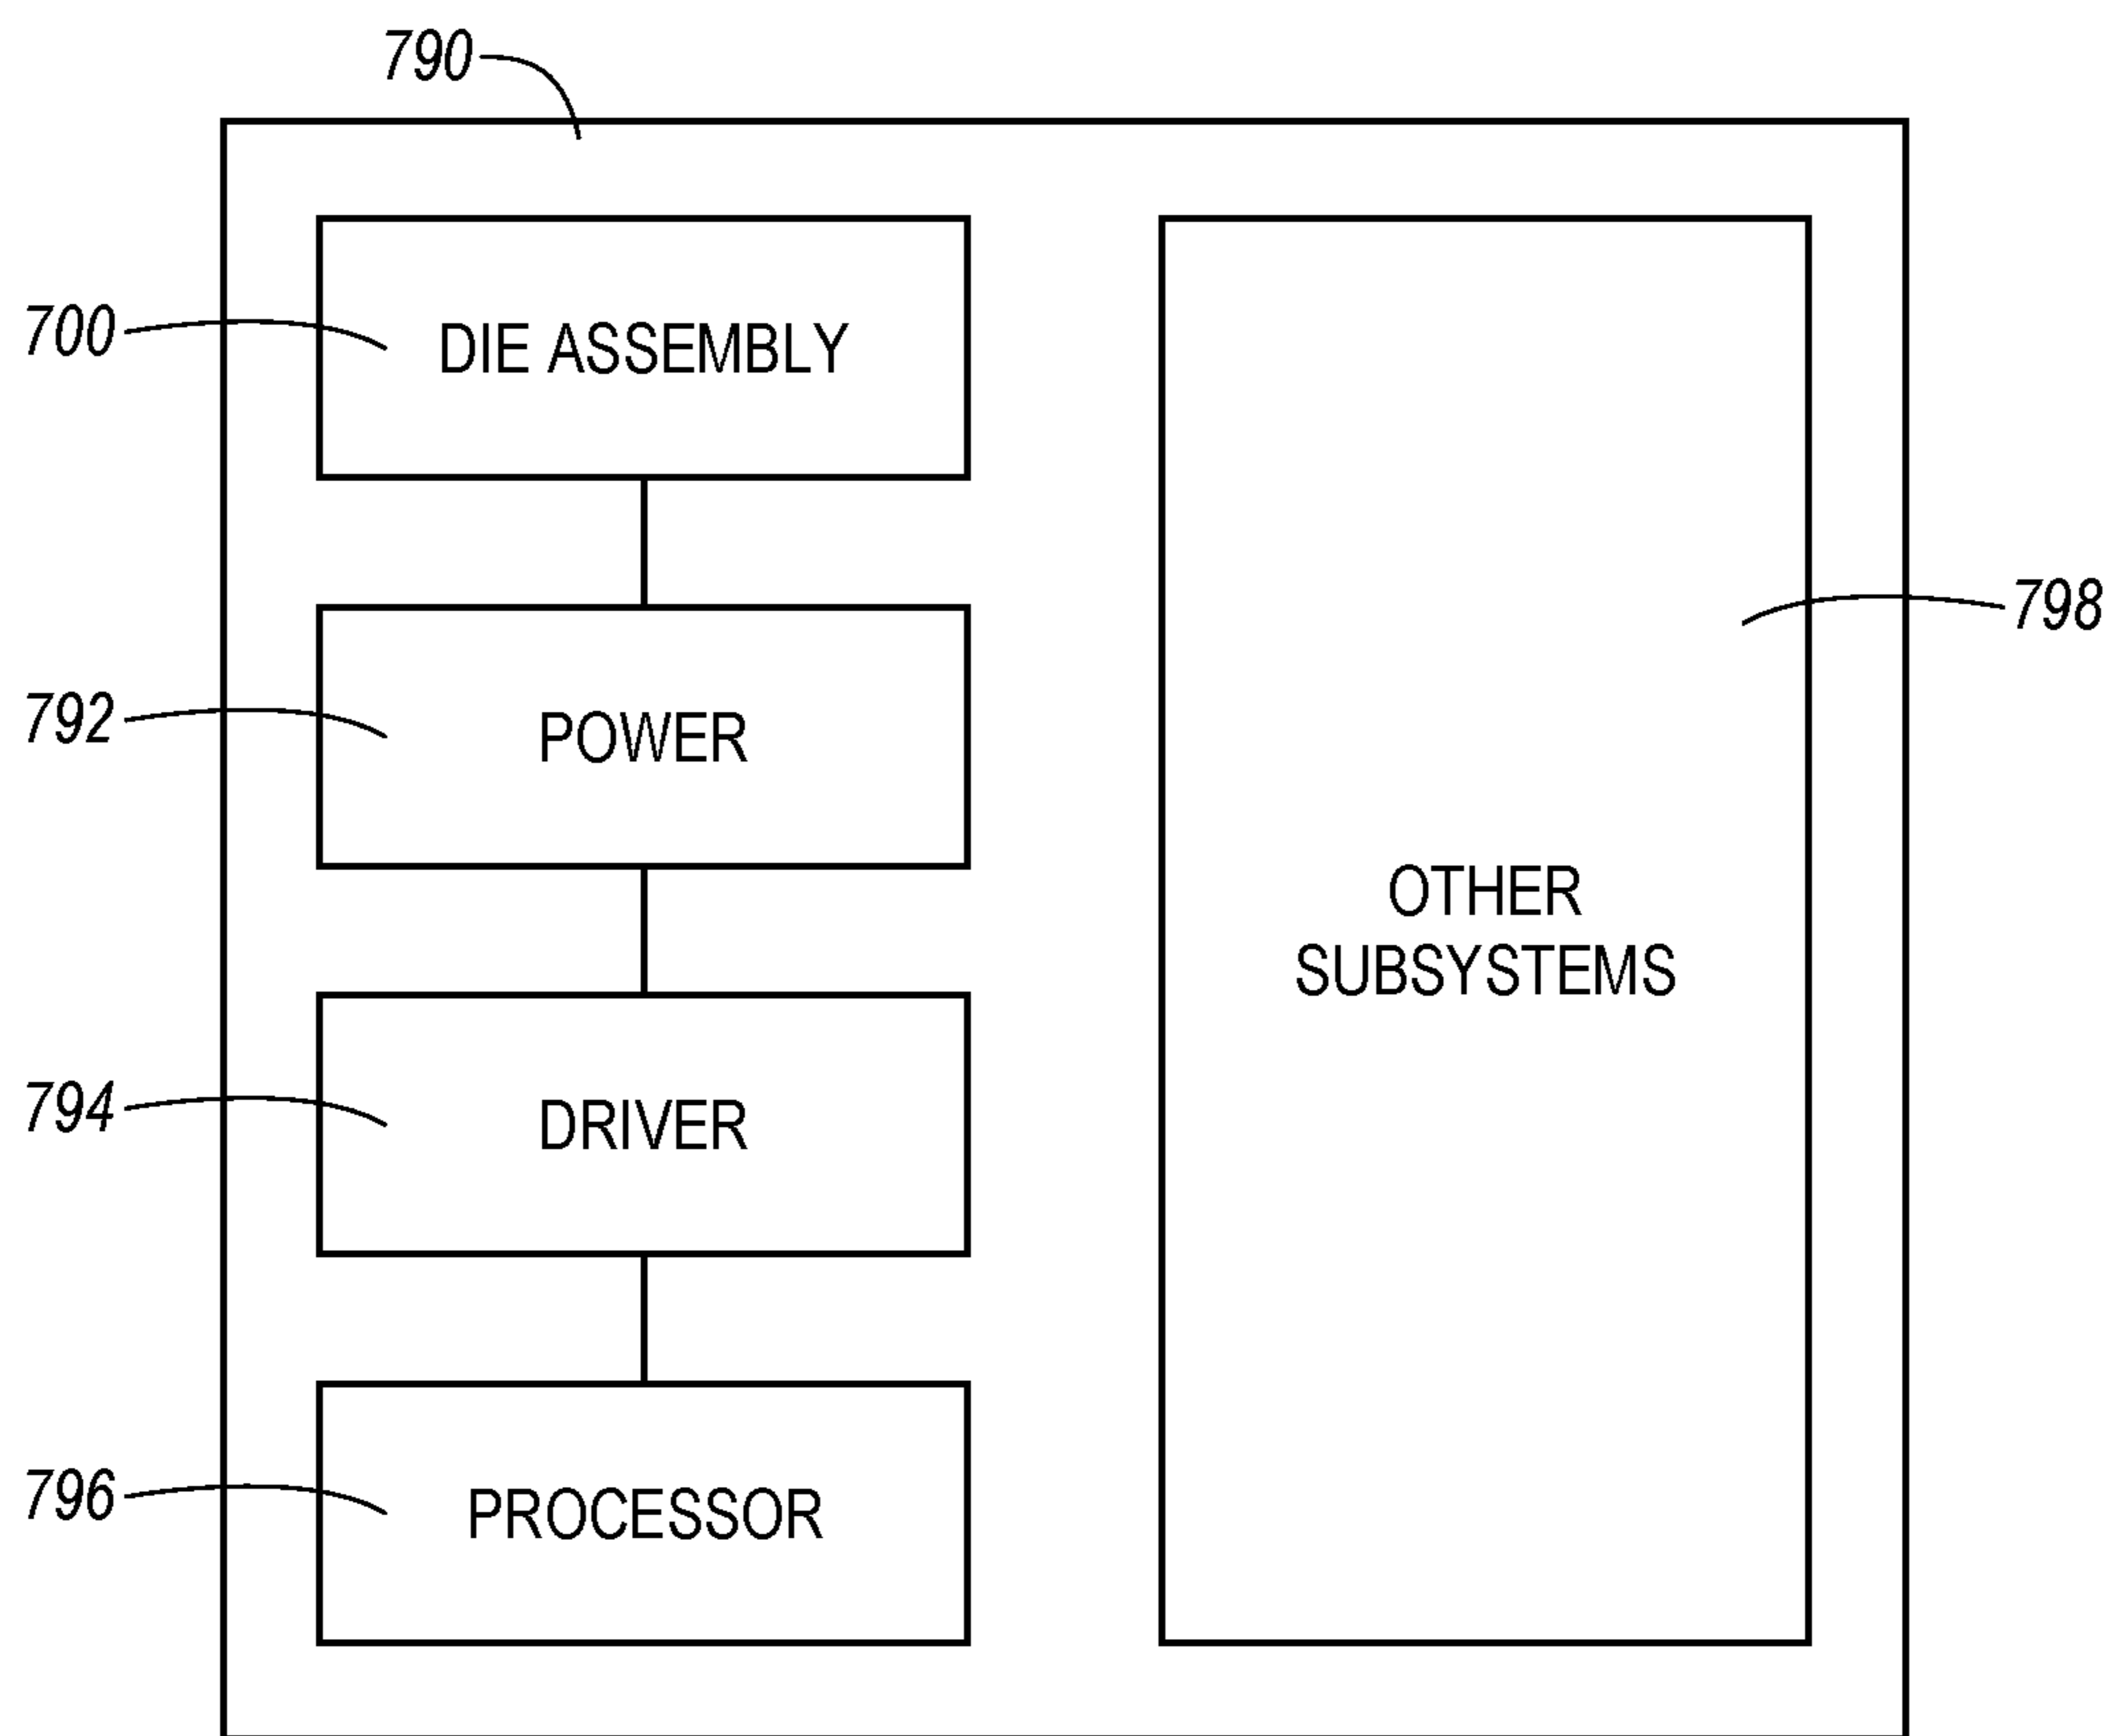 790
700
DIE ASSEMBLY
798
792
POWER
OTHER
SUBSYSTEMS
794
DRIVER
796
PROCESSOR